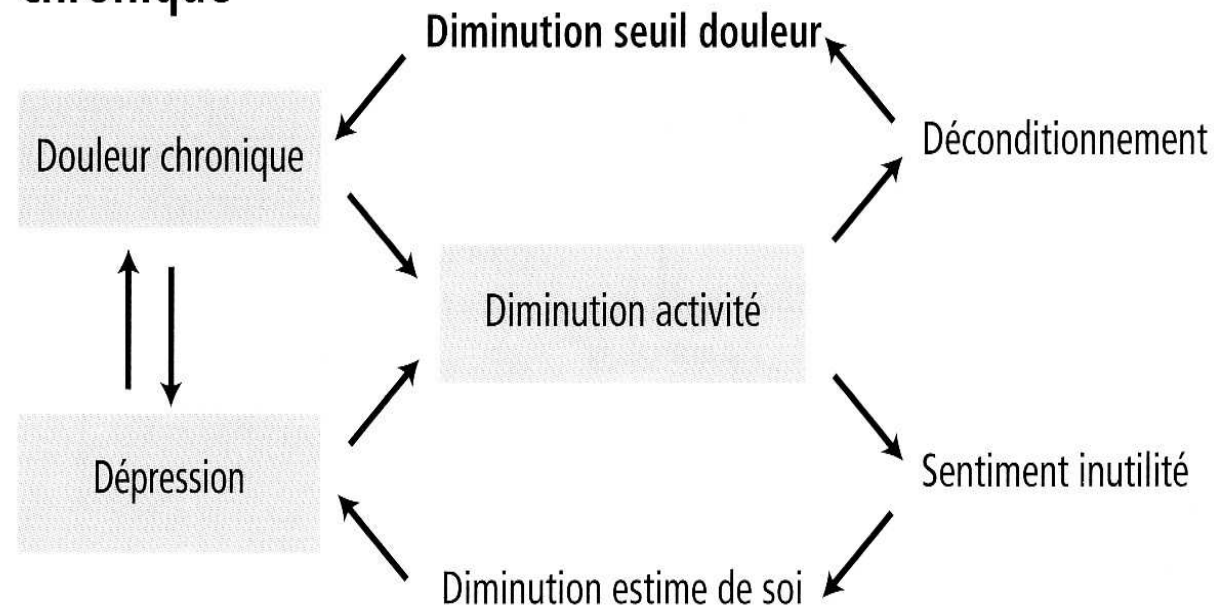 Diminution seuil douleur
Déconditionnement
Douleur chronique
Diminution activité
Dépression
Sentiment inutilité
Diminution estime de soi